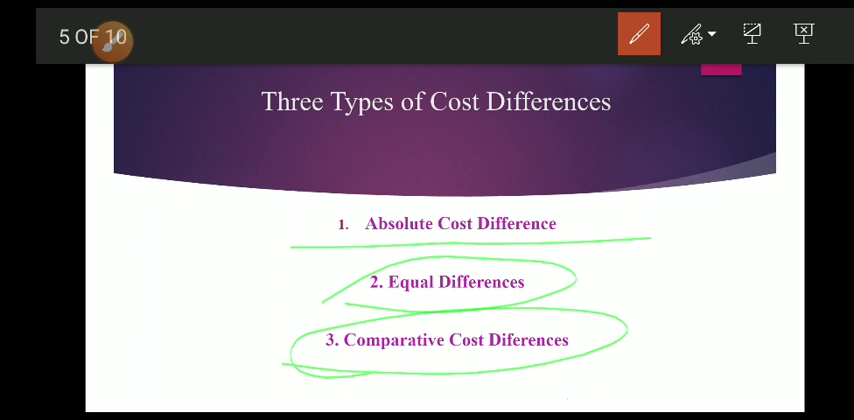 5 OF 10
Three Types of Cost Differences
1. Absolute Cost Difference
2. Equal Differences
3. Comparative Cost Diferences